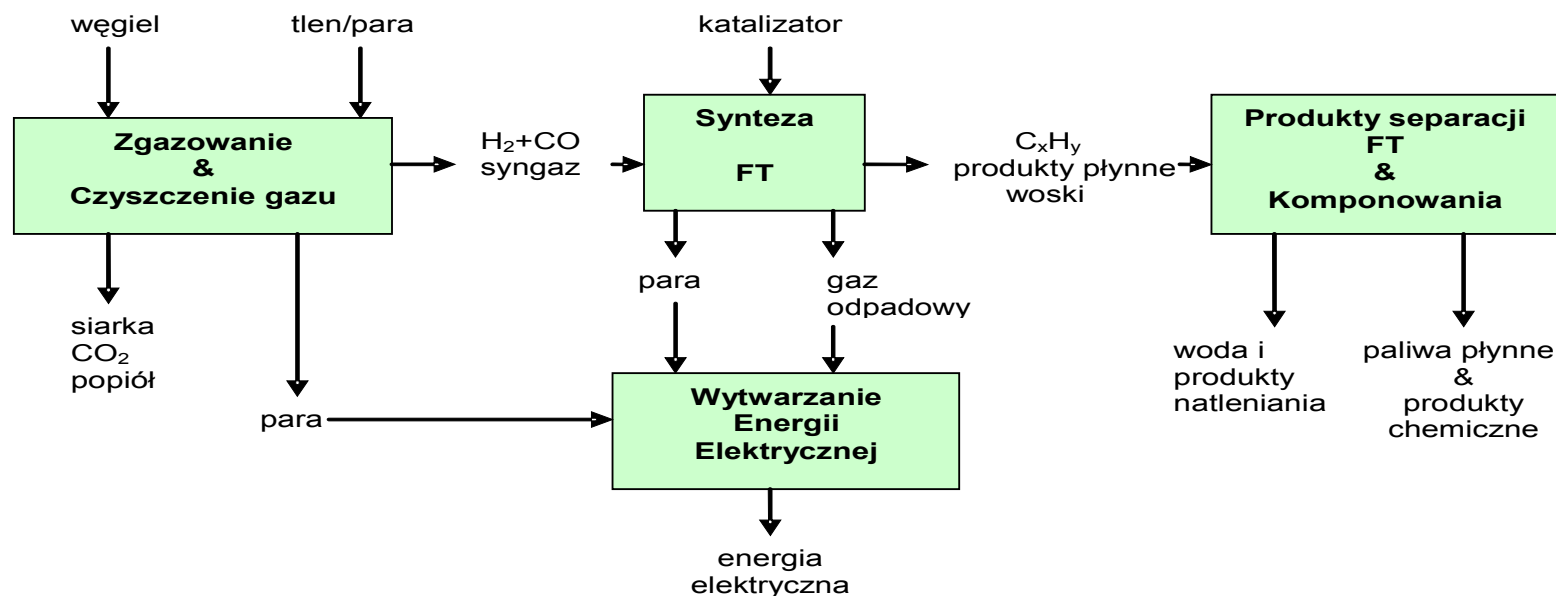 węgiel
tlen/para
katalizator
Zgazowanie
&
Czyszczenie gazu
H₂+CO
syngaz
Synteza
FT
CₓHᵧ
produkty płynne
woski
Produkty separacji
FT
&
Komponowania
siarka
CO₂
popiół
para
para
gaz
odpadowy
woda i
produkty
natleniania
paliwa płynne
&
produkty
chemiczne
Wytwarzanie
Energii
Elektrycznej
energia
elektryczna